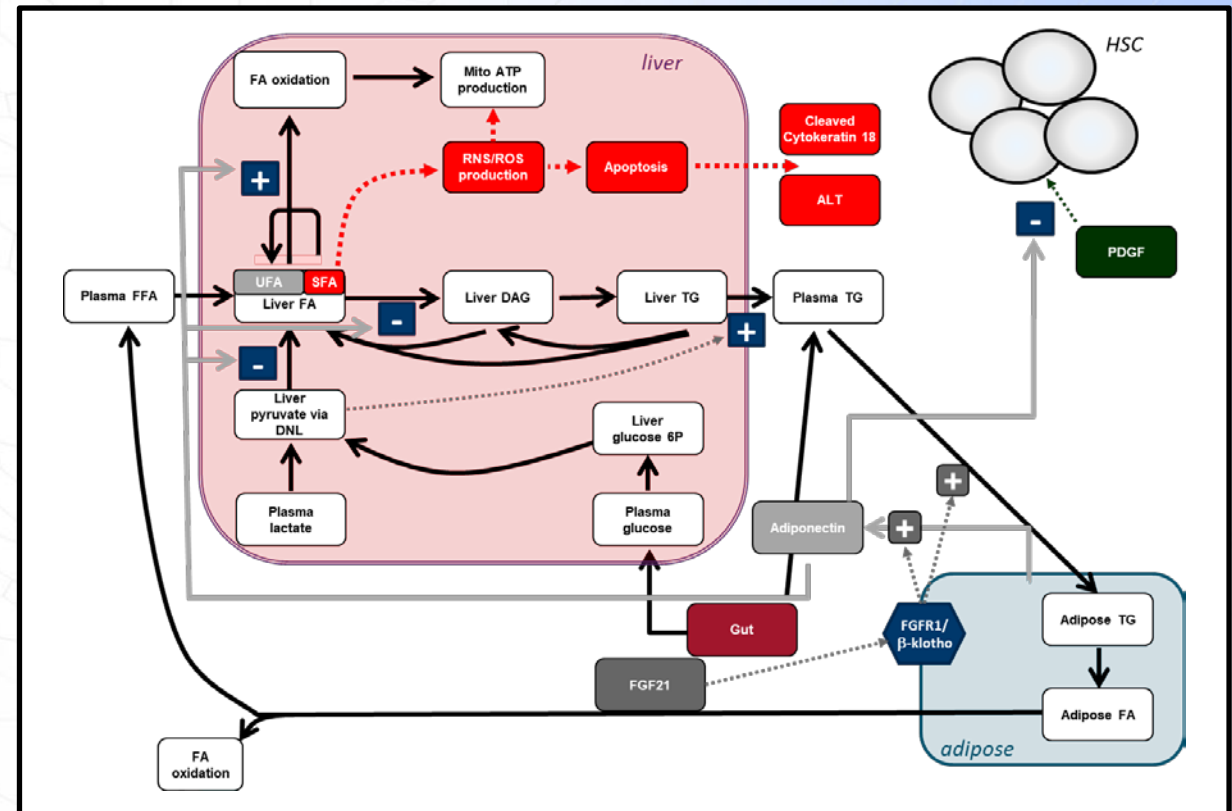 liver
HSC
FA oxidation
Mito ATP
production
Cleaved
Cytokeratin 18
RNS/ROS
production
Apoptosis
ALT
+
-
PDGF
UFA
SFA
Plasma FFA
Liver FA
Liver DAG
Liver TG
Plasma TG
-
+
-
Liver
pyruvate via
DNL
Liver
glucose 6P
+
Plasma
lactate
Plasma
glucose
Adiponectin
+
Gut
FGFR1/
β-klotho
Adipose TG
FGF21
Adipose FA
adipose
FA
oxidation